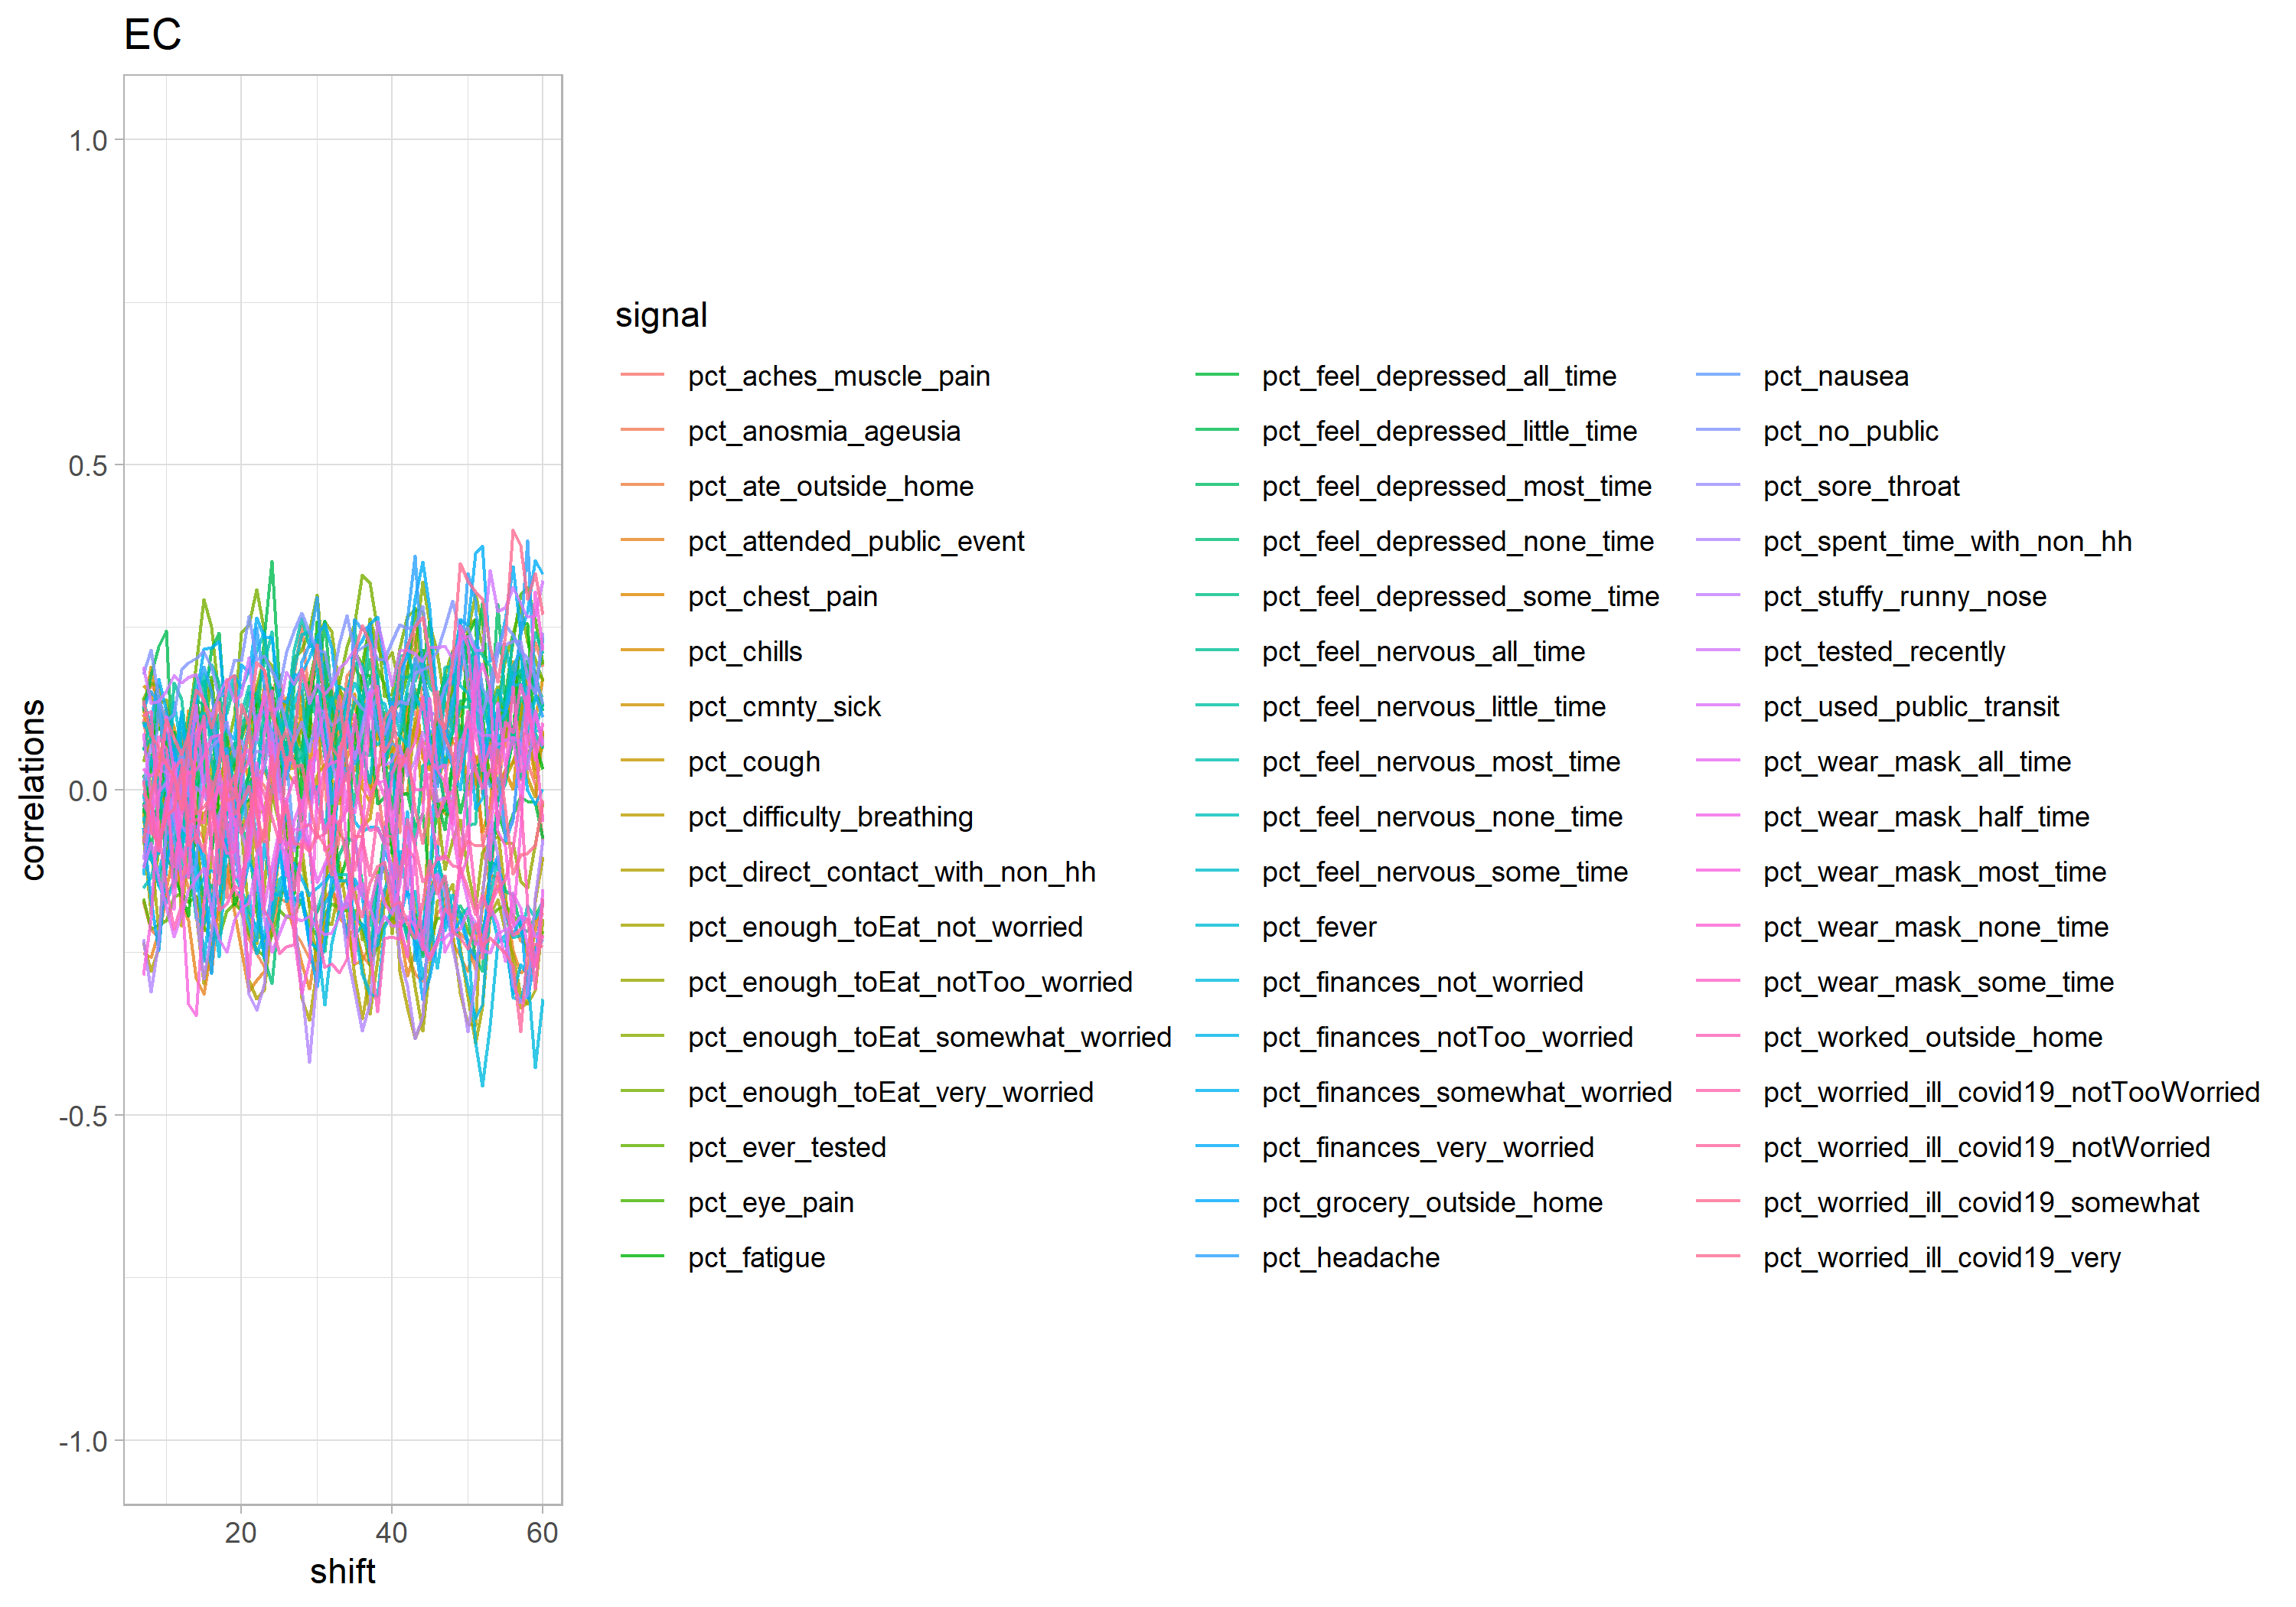 EC
1.0
0.5
0.0
-0.5
-1.0
correlations
20 40 60
shift
signal
pct_aches_muscle_pain
pct_anosmia_ageusia
pct_ate_outside_home
pct_attended_public_event
pct_chest_pain
pct_chills
pct_cmnty_sick
pct_cough
pct_difficulty_breathing
pct_direct_contact_with_non_hh
pct_enough_toEat_not_worried
pct_enough_toEat_notToo_worried
pct_enough_toEat_somewhat_worried
pct_enough_toEat_very_worried
pct_ever_tested
pct_eye_pain
pct_fatigue
pct_feel_depressed_all_time
pct_feel_depressed_little_time
pct_feel_depressed_most_time
pct_feel_depressed_none_time
pct_feel_depressed_some_time
pct_feel_nervous_all_time
pct_feel_nervous_little_time
pct_feel_nervous_most_time
pct_feel_nervous_none_time
pct_feel_nervous_some_time
pct_fever
pct_finances_not_worried
pct_finances_notToo_worried
pct_finances_somewhat_worried
pct_finances_very_worried
pct_grocery_outside_home
pct_headache
pct_nausea
pct_no_public
pct_sore_throat
pct_spent_time_with_non_hh
pct_stuffy_runny_nose
pct_tested_recently
pct_used_public_transit
pct_wear_mask_all_time
pct_wear_mask_half_time
pct_wear_mask_most_time
pct_wear_mask_none_time
pct_wear_mask_some_time
pct_worked_outside_home
pct_worried_ill_covid19_notTooWorried
pct_worried_ill_covid19_notWorried
pct_worried_ill_covid19_somewhat
pct_worried_ill_covid19_very